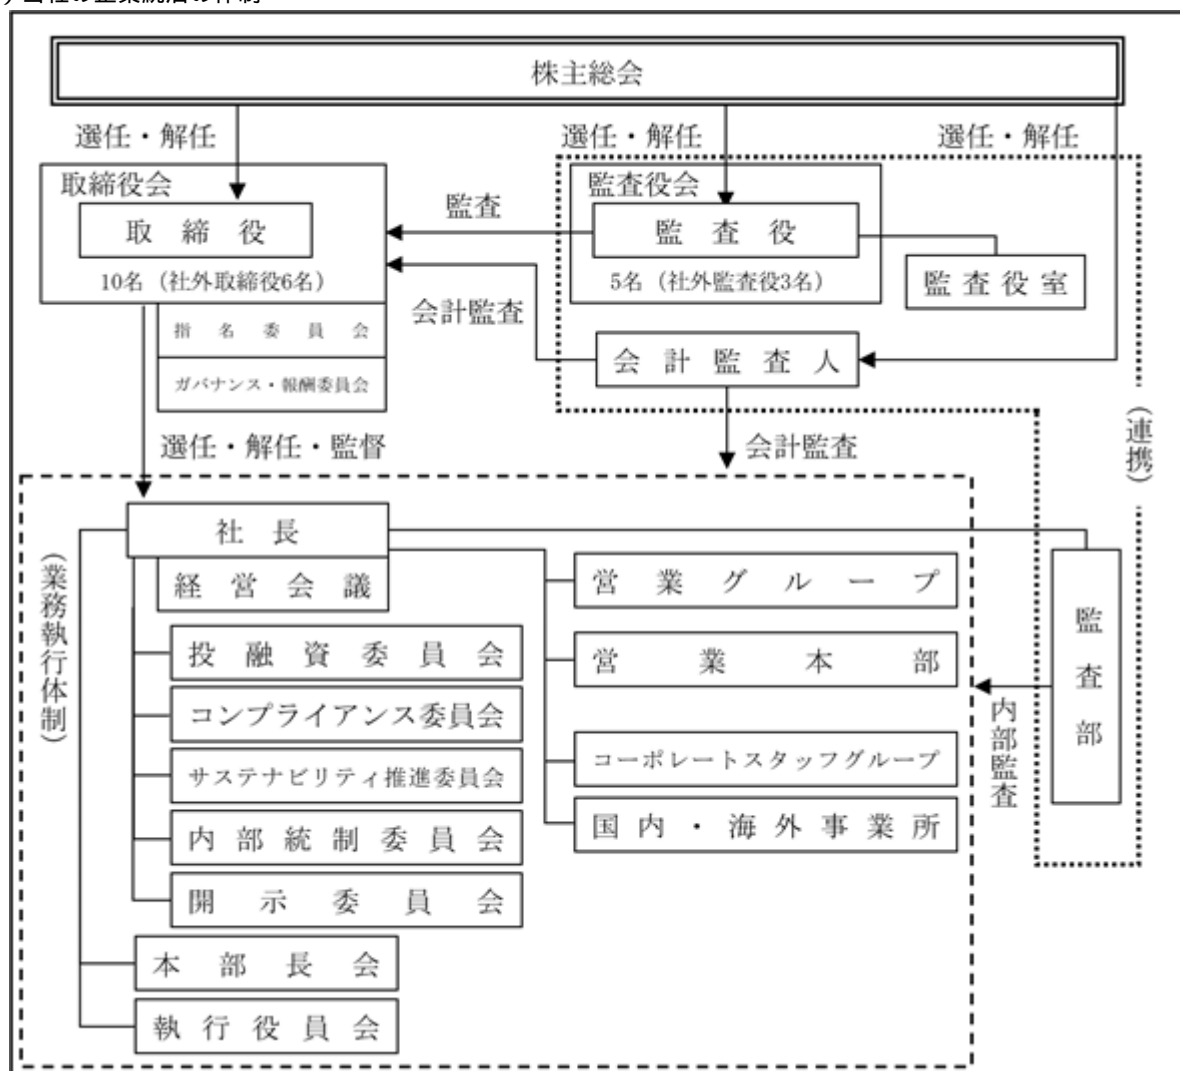 株主総会
選任・解任
選任・解任
選任・解任
取締役会
取締役
10名（社外取締役6名）
指名委員会
ガバナンス・報酬委員会
監査
会計監査
監査役会
監査役
5名（社外監査役3名）
監査役室
会計監査人
（連携）
選任・解任・監督
会計監査
（業務執行体制）
社長
経営会議
投融資委員会
コンプライアンス委員会
サステナビリティ推進委員会
内部統制委員会
開示委員会
本部長会
執行役員会
営業グループ
営業本部
コーポレートスタッフグループ
国内・海外事業所
内部監査
監査部